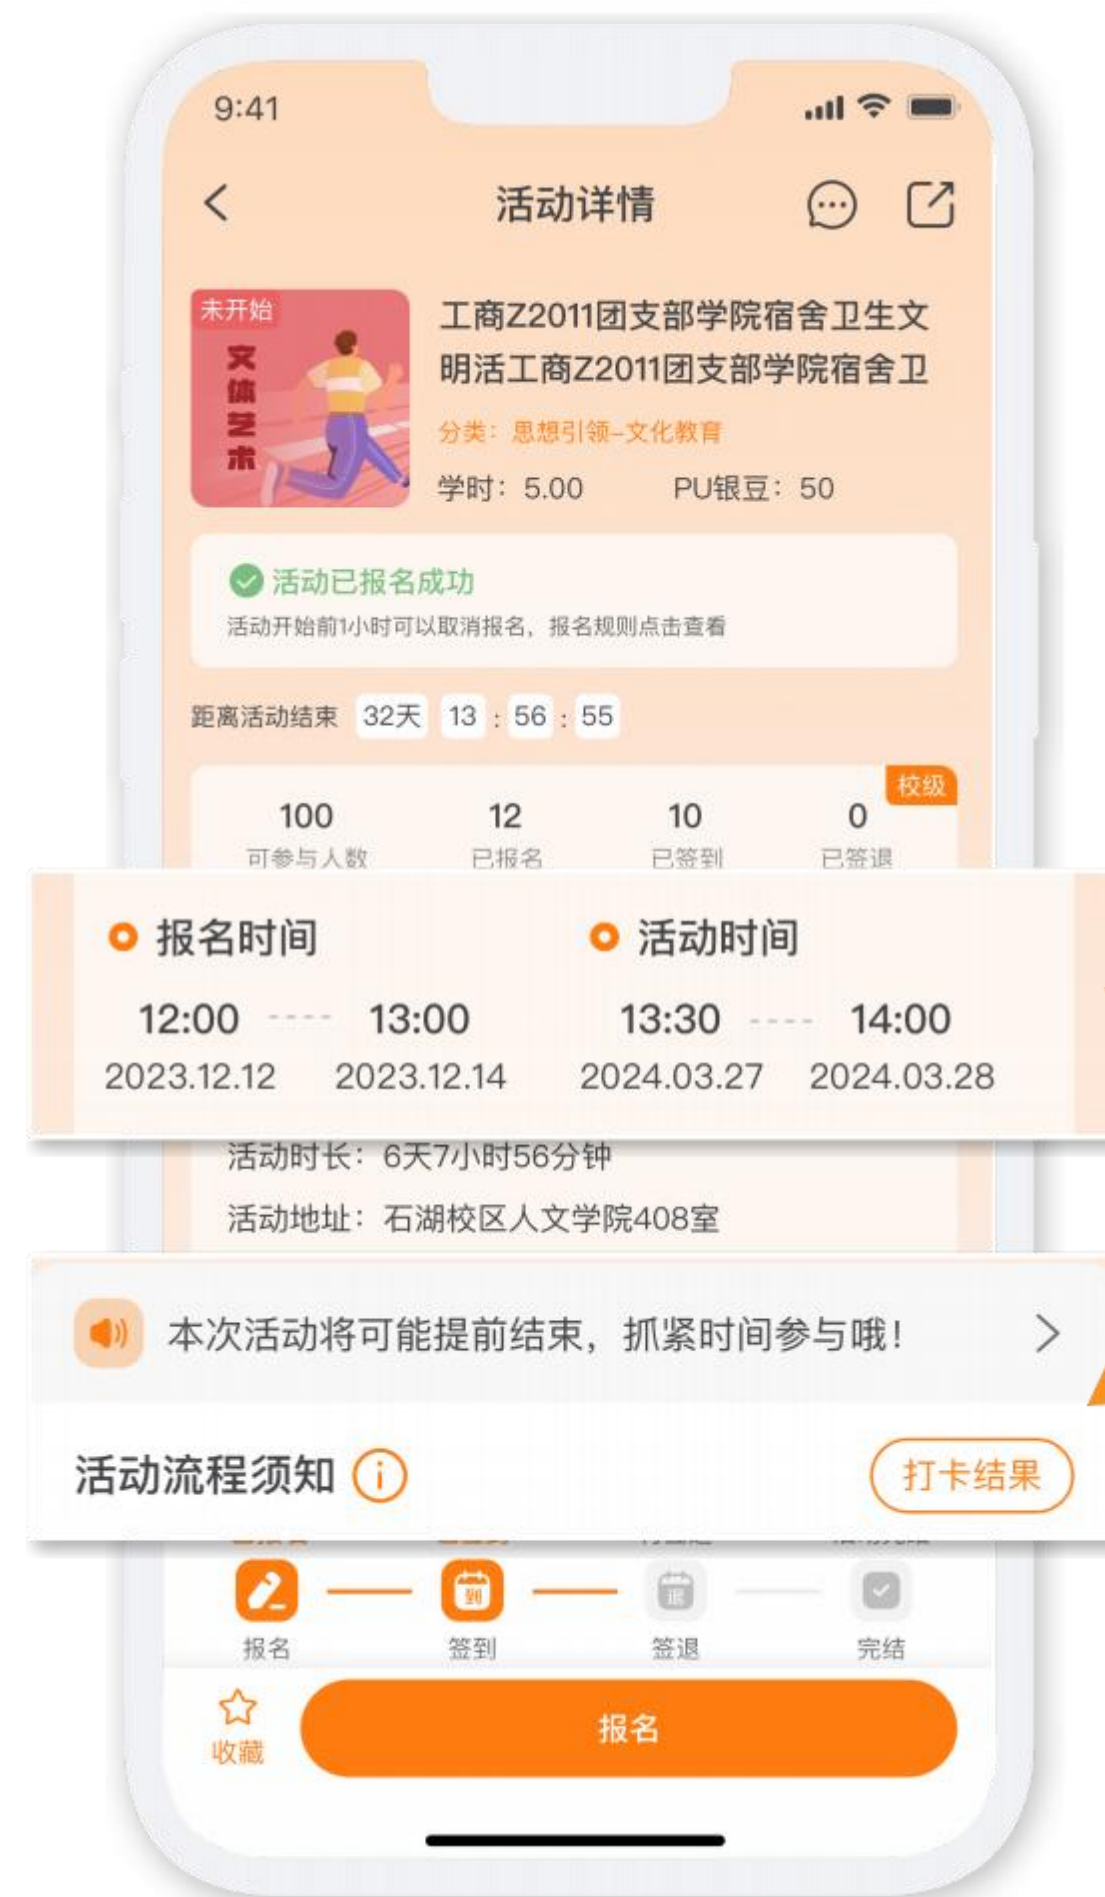 9:41
活动详情
未开始
文体艺术
工商Z2011团支部学院宿舍卫生文
明活工商Z2011团支部学院宿舍卫
分类：思想引领-文化教育
学时：5.00 PU银豆：50
活动已报名成功
活动开始前1小时可以取消报名，报名规则点击查看
距离活动结束 32天 13 : 56 : 55
校级
100 12 10 0
可参与人数 已报名 已签到 已签退
报名时间 活动时间
12:00 ---- 13:00 13:30 ---- 14:00
2023.12.12 2023.12.14 2024.03.27 2024.03.28
活动时长：6天7小时56分钟
活动地址：石湖校区人文学院408室
本次活动将可能提前结束，抓紧时间参与哦！
活动流程须知 打卡结果
到 退
报名 签到 签退 完结
收藏
报名